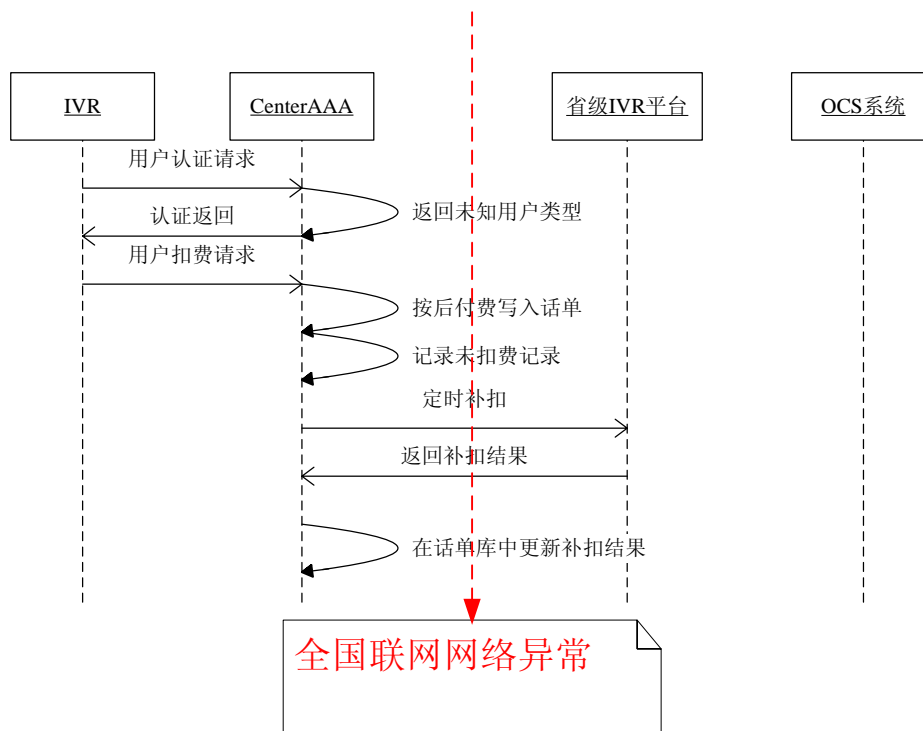 IVR
CenterAAA
省级IVR平台
OCS系统
用户认证请求
返回未知用户类型
认证返回
用户扣费请求
按后付费写入话单
记录未扣费记录
定时补扣
返回补扣结果
在话单库中更新补扣结果
全国联网网络异常